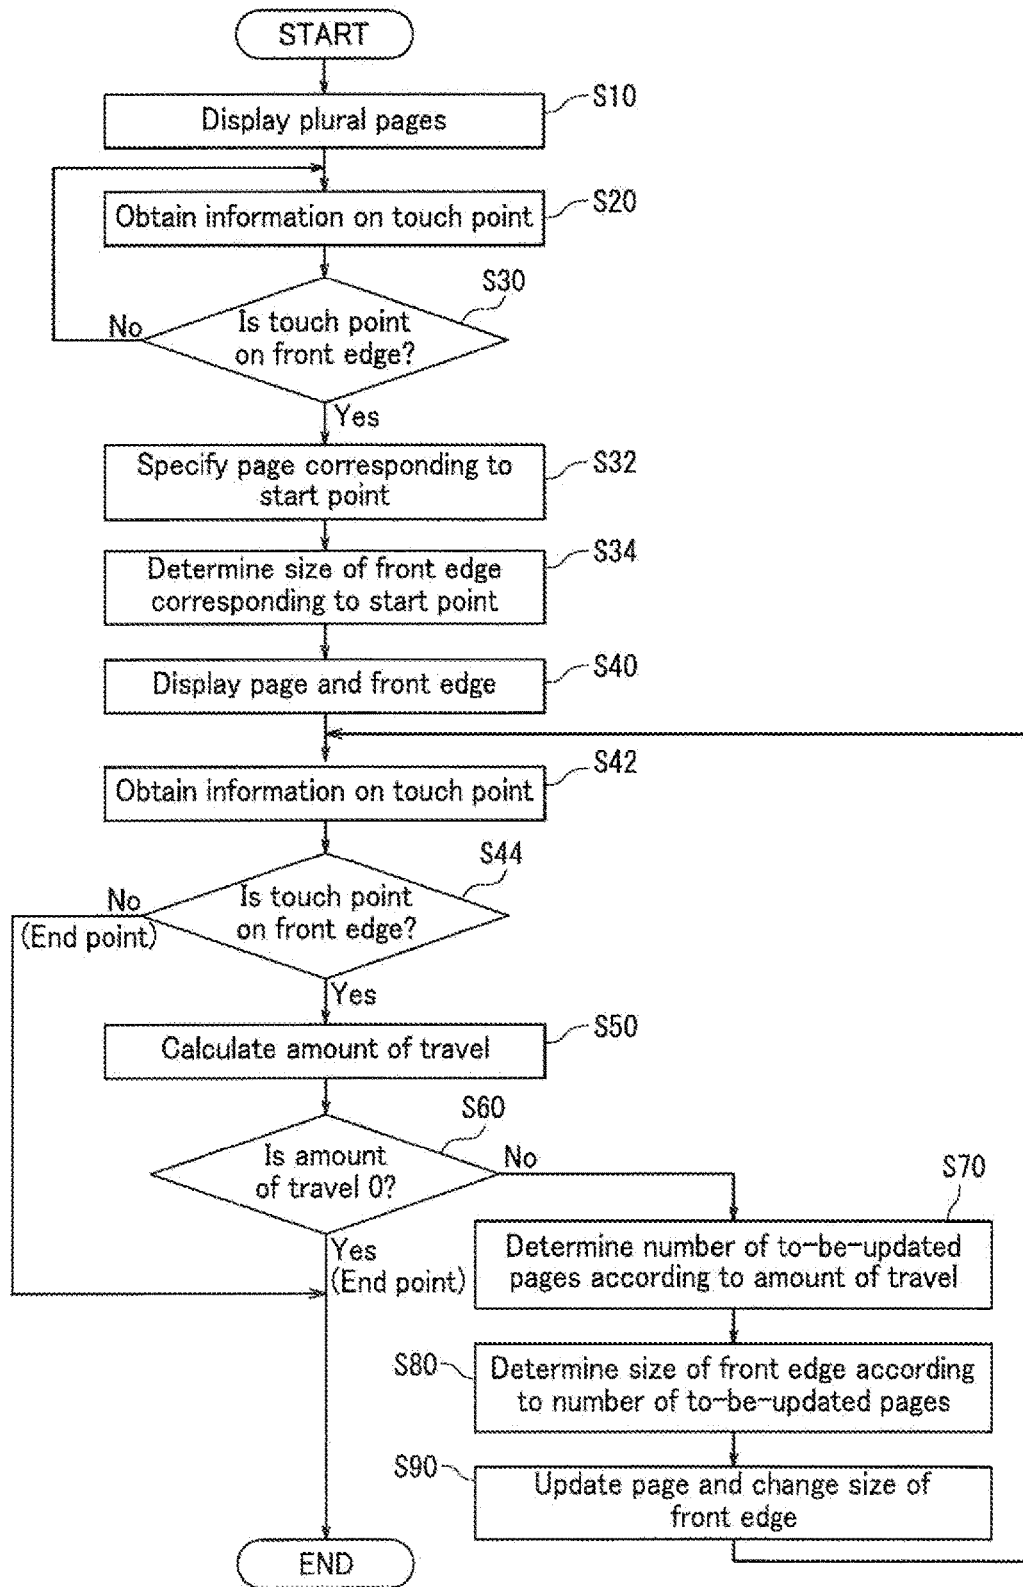 START
Display plural pages
S10
Obtain information on touch point
S20
S30
Is touch point
on front edge?
No
Yes
Specify page corresponding to
start point
S32
Determine size of front edge
corresponding to start point
S34
Display page and front edge
S40
Obtain information on touch point
S42
S44
Is touch point
on front edge?
No
(End point)
Yes
Calculate amount of travel
S50
S60
Is amount
of travel 0?
No
Yes
(End point)
S70
Determine number of to-be-updated
pages according to amount of travel
S80
Determine size of front edge according
to number of to-be-updated pages
S90
Update page and change size of
front edge
END